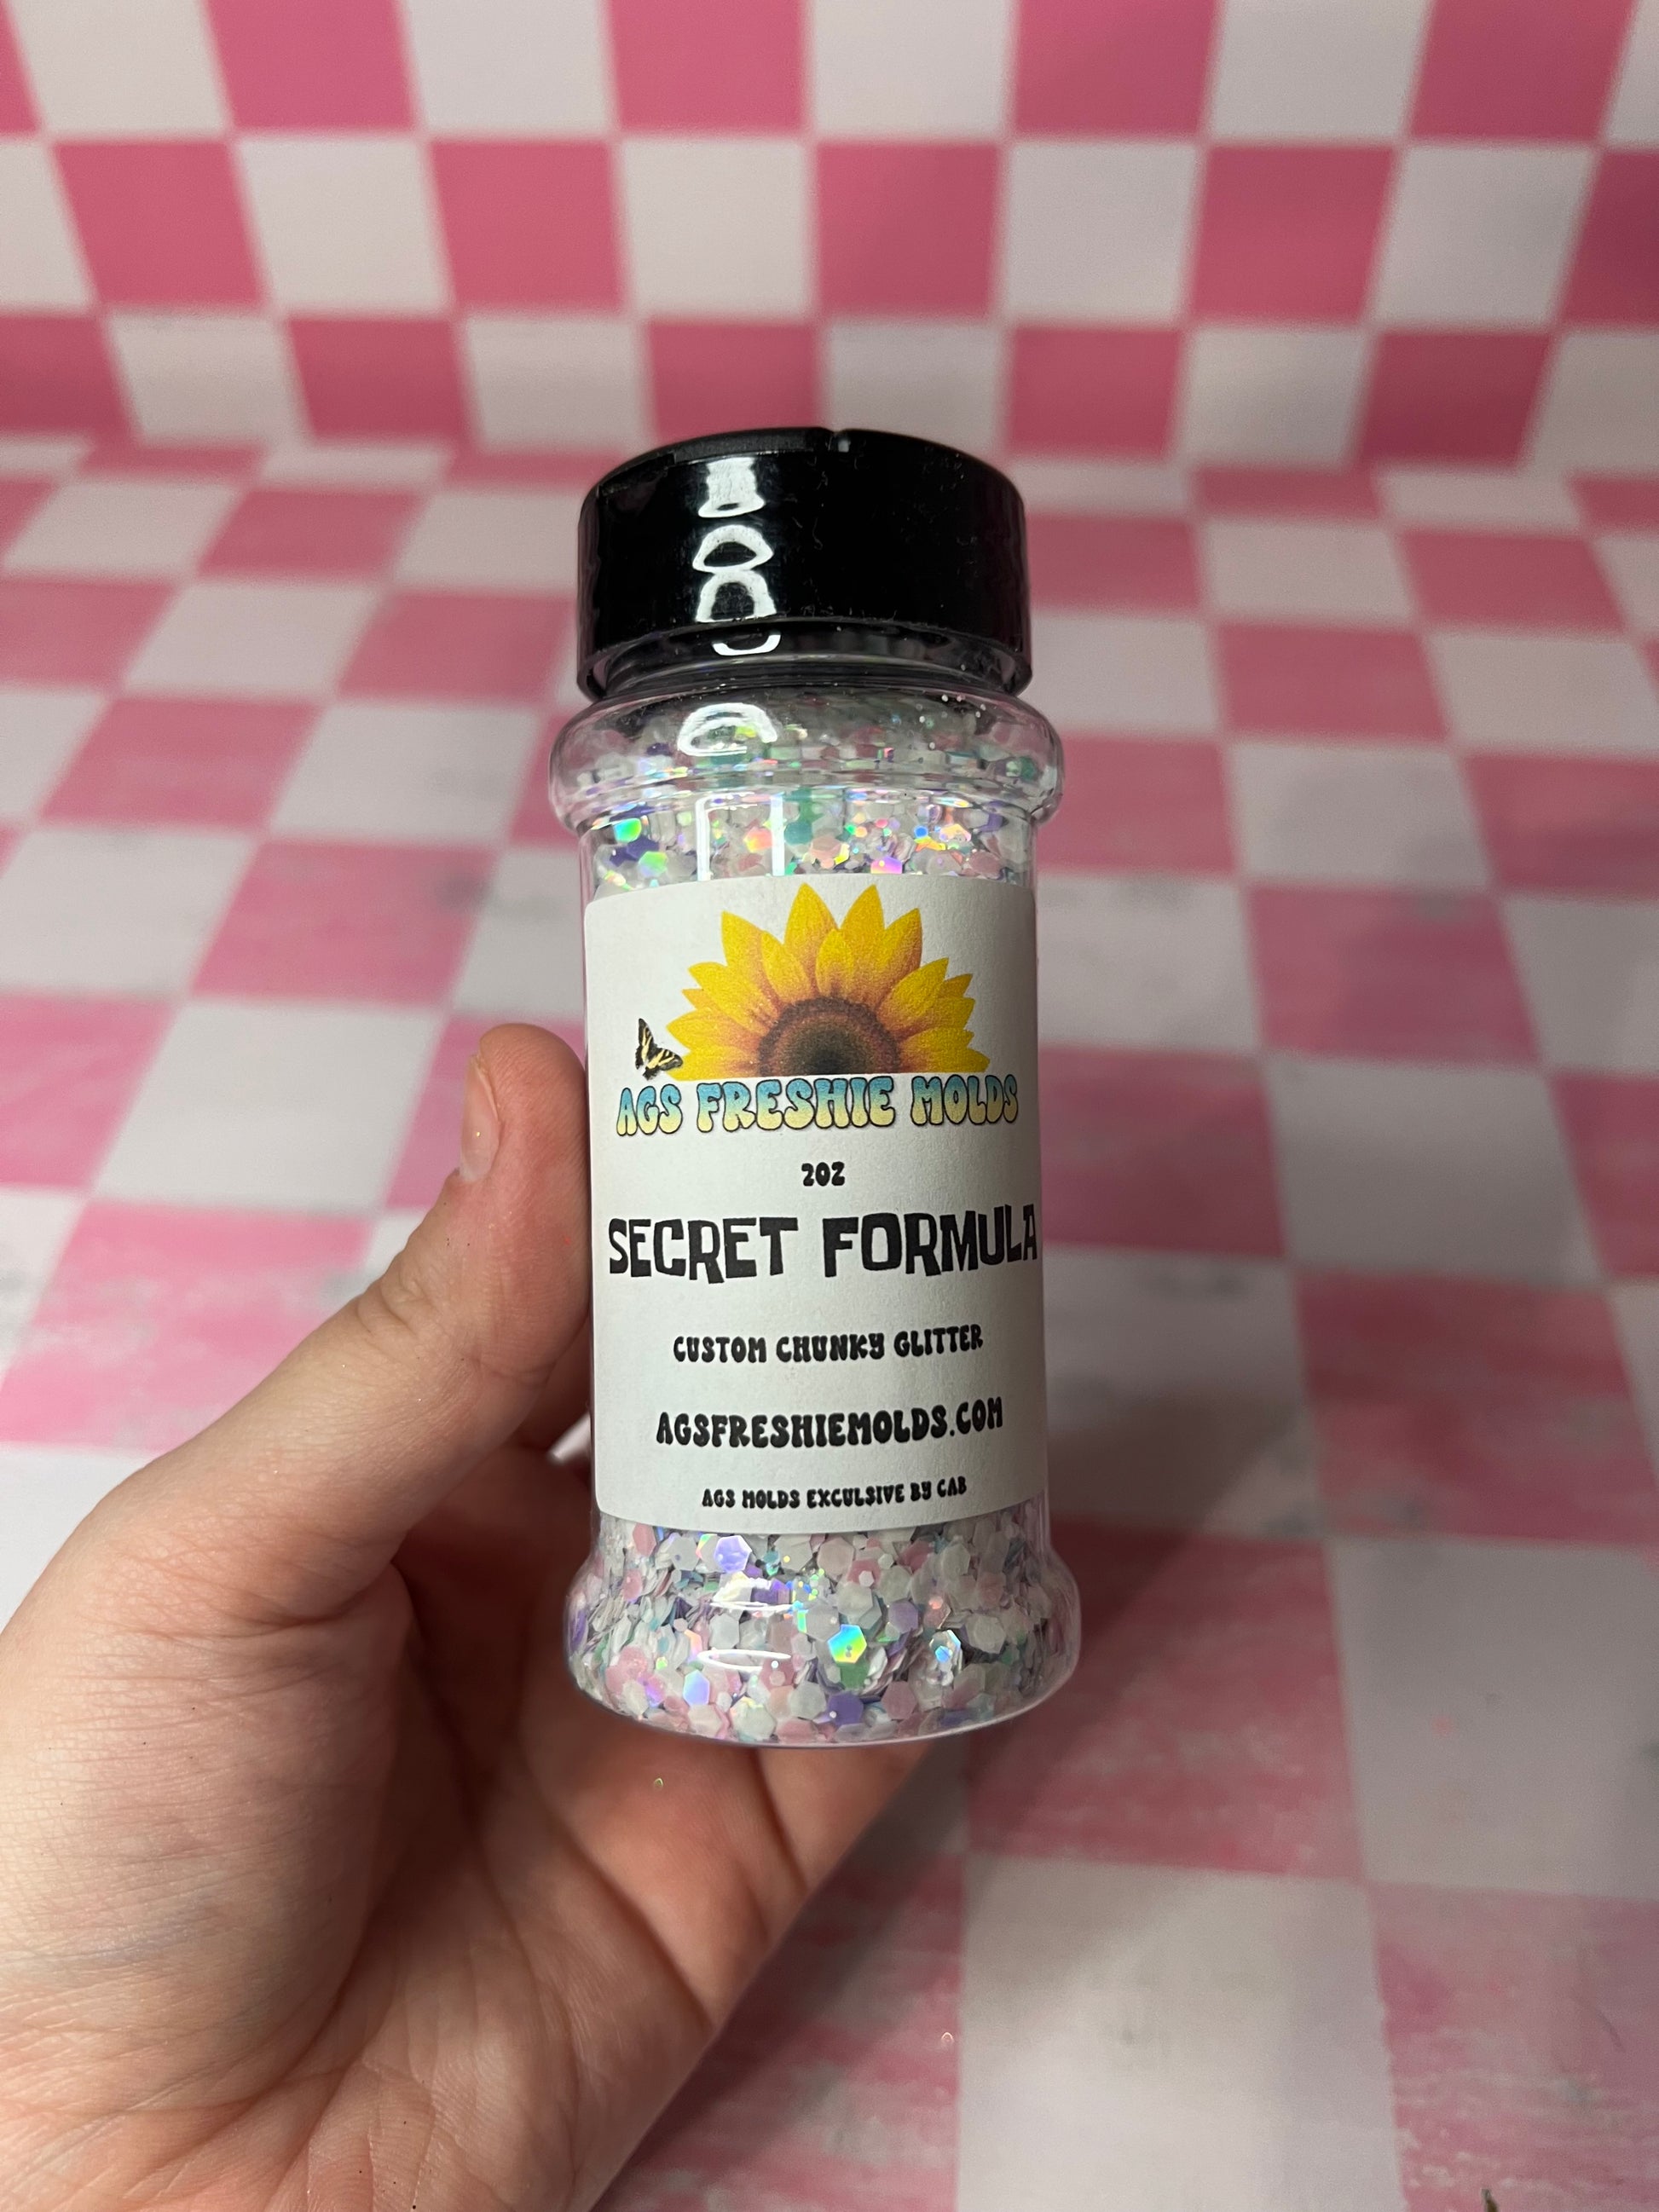 AGS FRESHIE MOLDS
2OZ
SECRET FORMULA
CUSTOM CHUNKY GLITTER
AGSFRESHIEMOLDS.COM
AGS MOLDS EXCULSIVE BY CAB